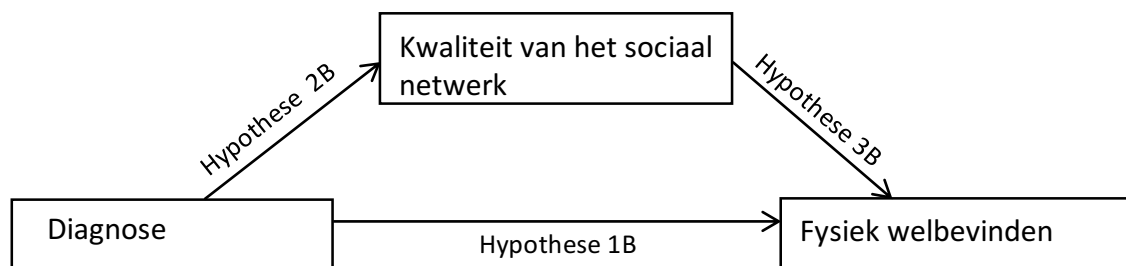 Kwaliteit van het sociaal
netwerk
Hypothese 2B
Hypothese 3B
Diagnose
Hypothese 1B
Fysiek welbevinden